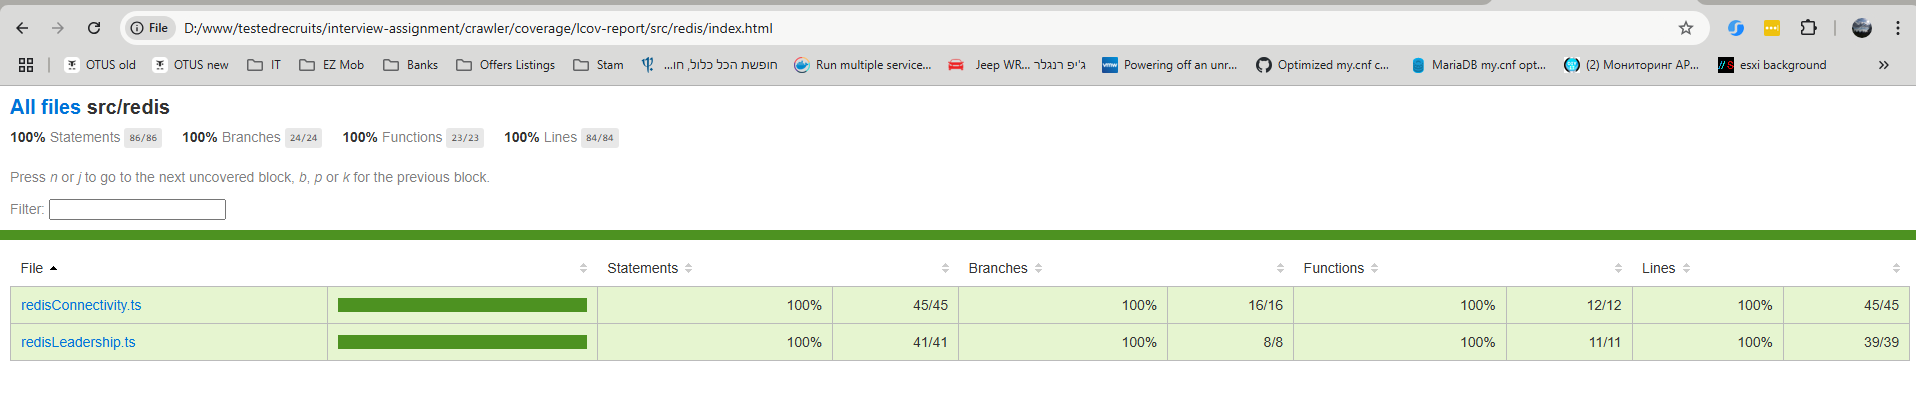 File D:/www/testedrecruits/interview-assignment/crawler/coverage/lcov-report/src/redis/index.html
OTUS old OTUS new IT EZ Mob Banks Offers Listings Stam חופשת הכל כלול, חו... Run multiple service... ג'יפ רנגלר Jeep WR... Powering off an unr... Optimized my.cnf c... MariaDB my.cnf opt... (2) Мониторинг AP... esxi background »
All files src/redis
100% Statements 86/86 100% Branches 24/24 100% Functions 23/23 100% Lines 84/84
Press n or j to go to the next uncovered block, b, p or k for the previous block.
Filter:
File Statements Branches Functions Lines
redisConnectivity.ts 100% 45/45 100% 16/16 100% 12/12 100% 45/45
redisLeadership.ts 100% 41/41 100% 8/8 100% 11/11 100% 39/39